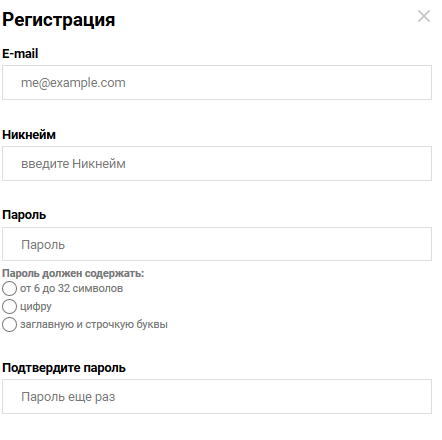 Регистрация
E-mail
me@example.com
Никнейм
введите Никнейм
Пароль
Пароль
Пароль должен содержать:
от 6 до 32 символов
цифру
заглавную и строчкую буквы
Подтвердите пароль
Пароль еще раз